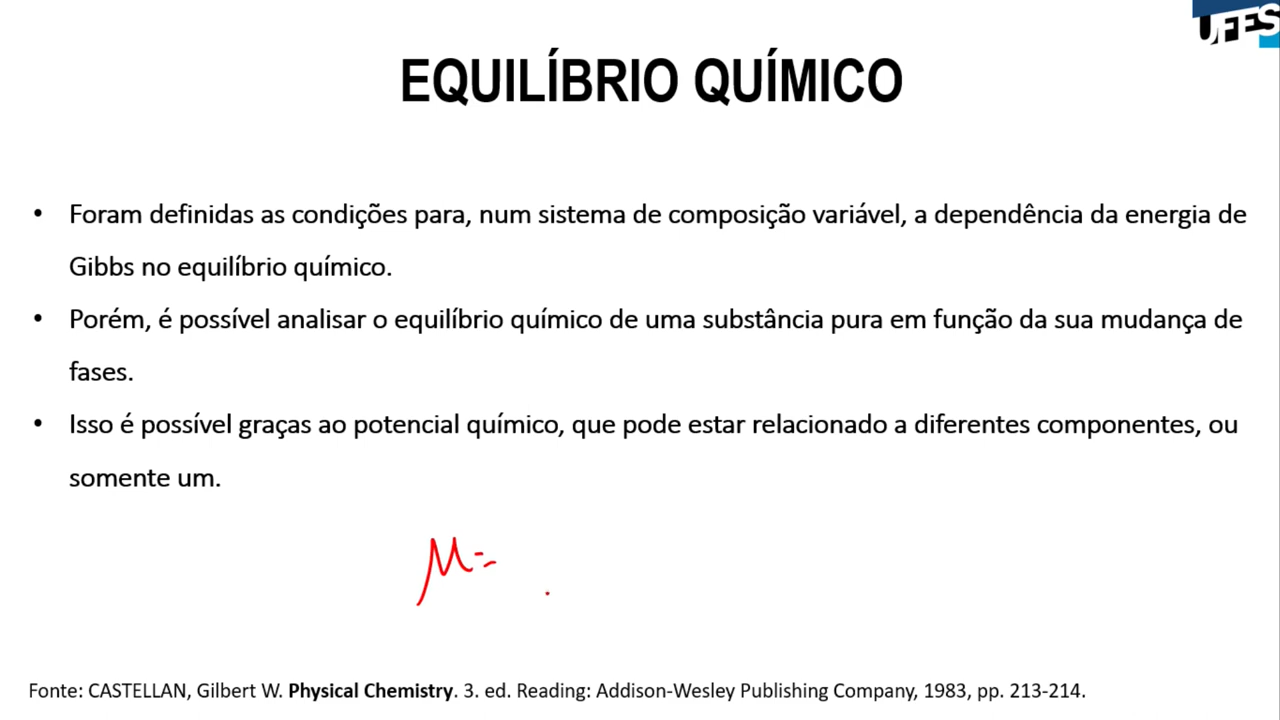 UFES
EQUILÍBRIO QUÍMICO
• Foram definidas as condições para, num sistema de composição variável, a dependência da energia de
Gibbs no equilíbrio químico.
• Porém, é possível analisar o equilíbrio químico de uma substância pura em função da sua mudança de
fases.
• Isso é possível graças ao potencial químico, que pode estar relacionado a diferentes componentes, ou
somente um.
μ=
Fonte: CASTELLAN, Gilbert W. Physical Chemistry. 3. ed. Reading: Addison-Wesley Publishing Company, 1983, pp. 213-214.